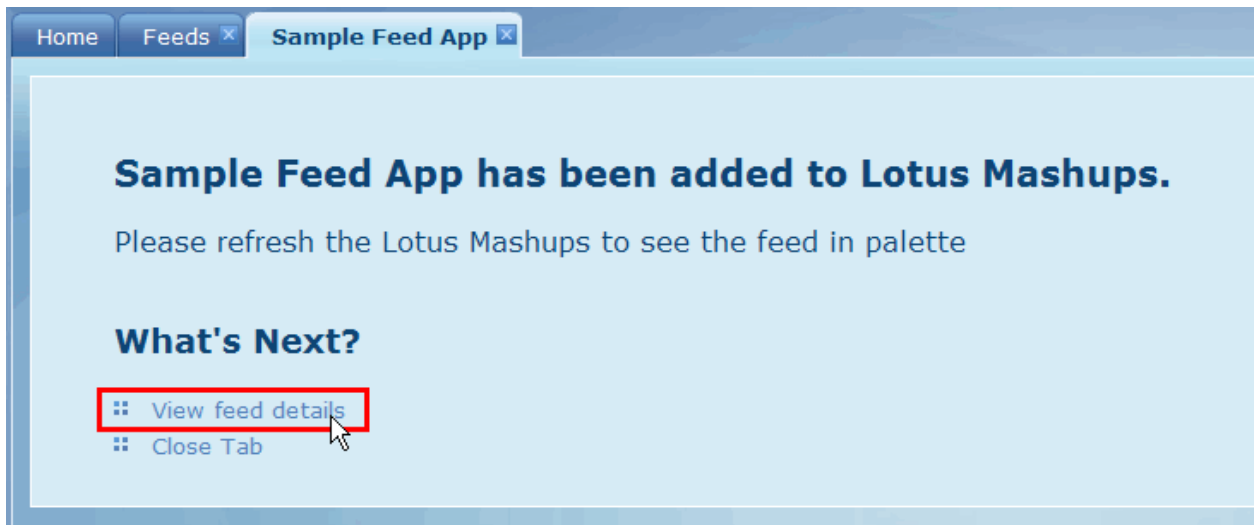 Home Feeds Sample Feed App
Sample Feed App has been added to Lotus Mashups.
Please refresh the Lotus Mashups to see the feed in palette
What's Next?
View feed details
Close Tab